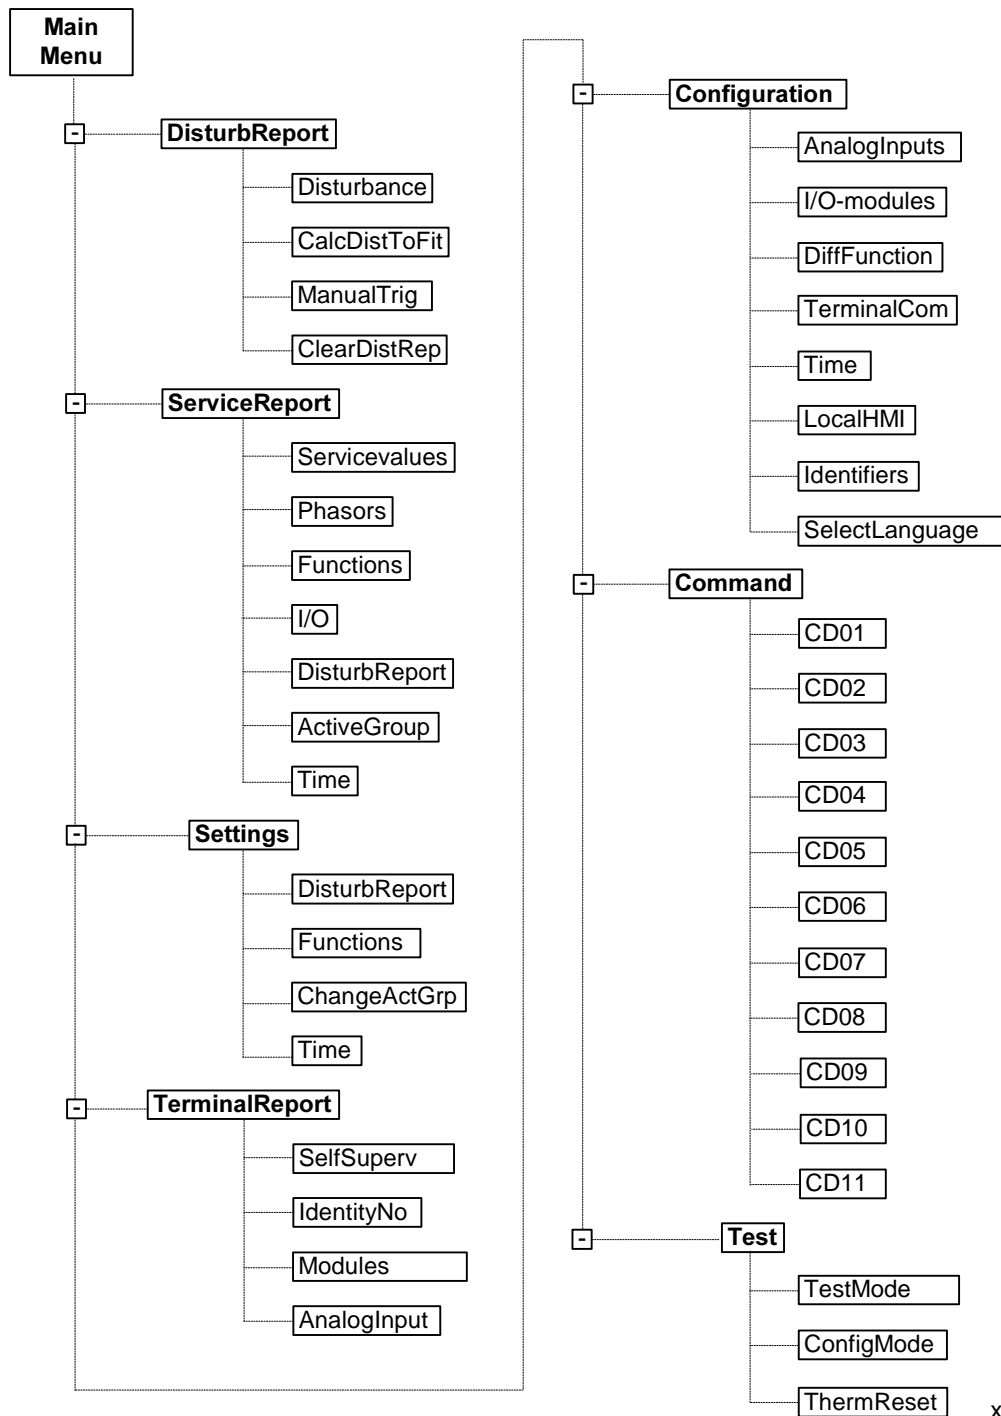 Main
Menu
-
DisturbReport
Disturbance
CalcDistToFlt
ManualTrig
ClearDistRep
-
ServiceReport
Servicevalues
Phasors
Functions
I/O
DisturbReport
ActiveGroup
Time
-
Settings
DisturbReport
Functions
ChangeActGrp
Time
-
TerminalReport
SelfSuperv
IdentityNo
Modules
AnalogInput
-
Configuration
AnalogInputs
I/O-modules
DiffFunction
TerminalCom
Time
LocalHMI
Identifiers
SelectLanguage
-
Command
CD01
CD02
CD03
CD04
CD05
CD06
CD07
CD08
CD09
CD10
CD11
-
Test
TestMode
ConfigMode
ThermReset
x